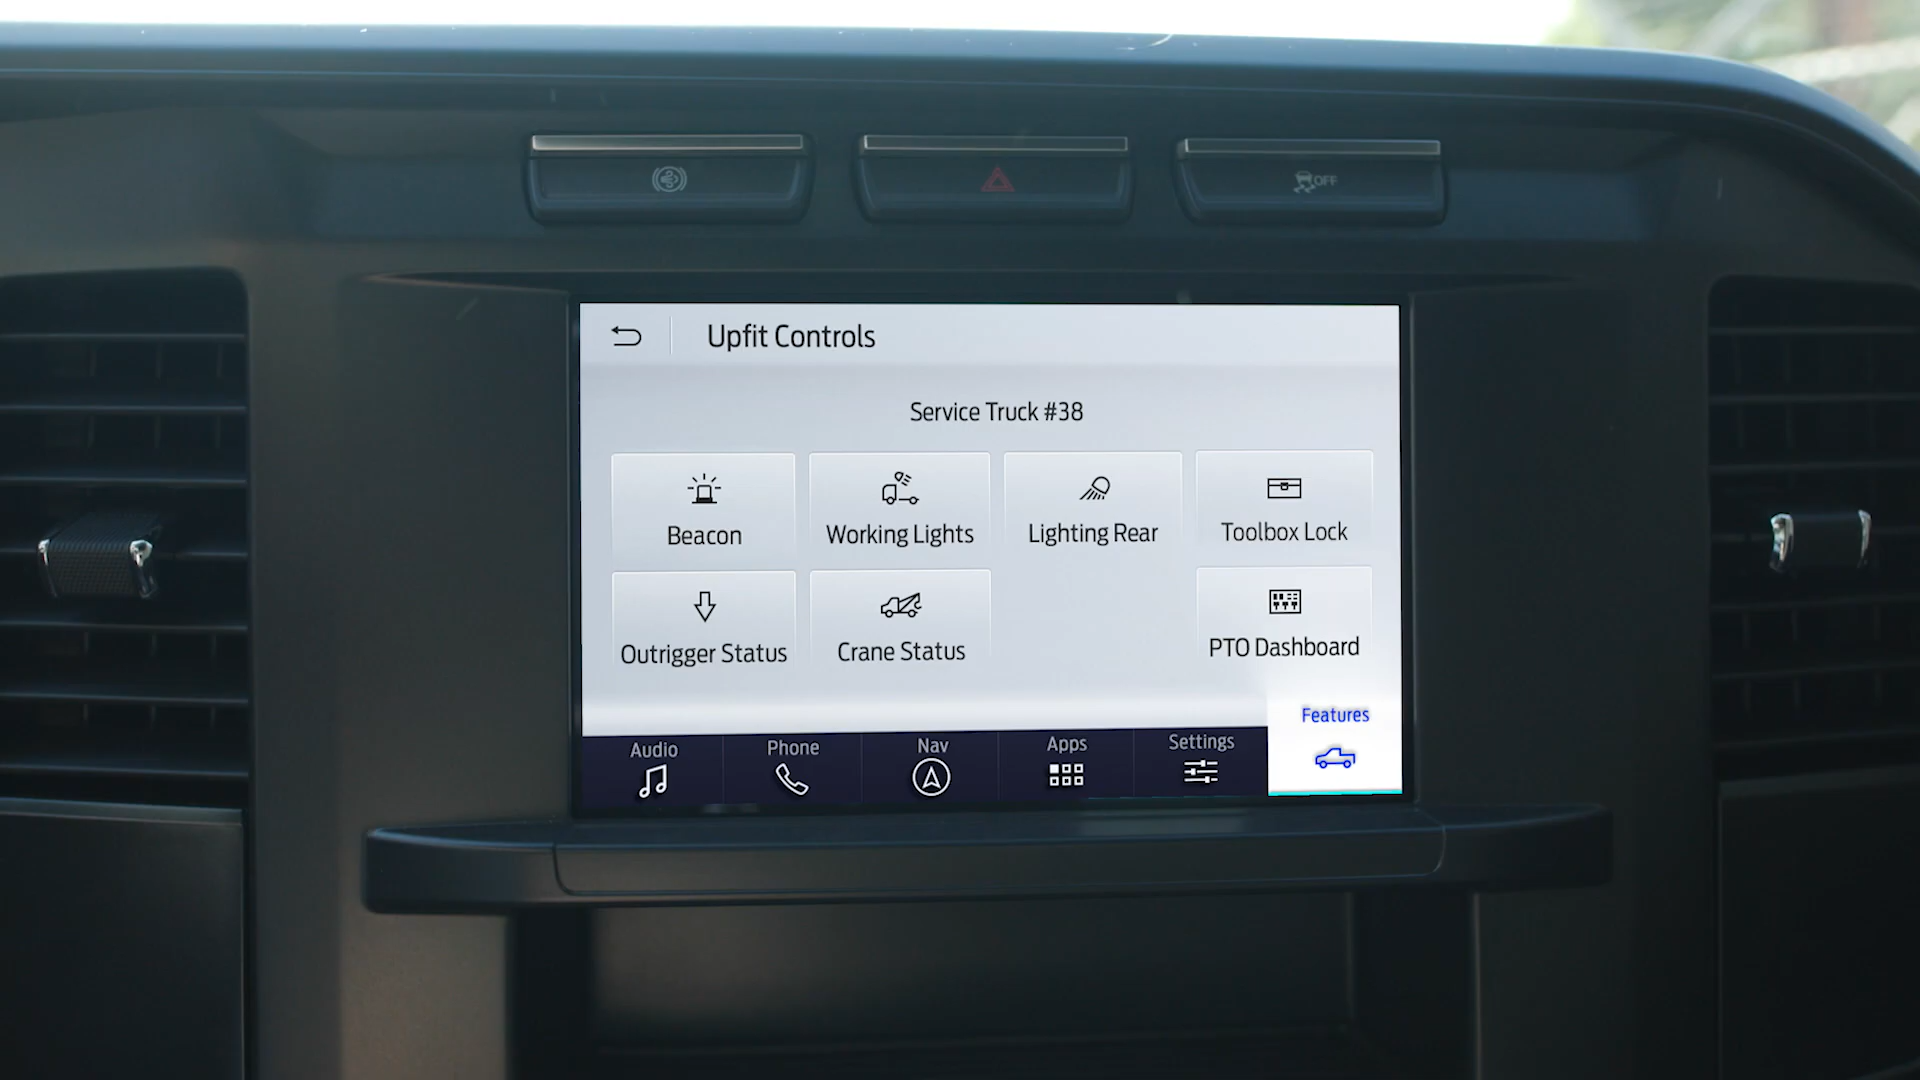 OFF
Upfit Controls
Service Truck #38
Beacon
Working Lights
Lighting Rear
Toolbox Lock
Outrigger Status
Crane Status
PTO Dashboard
Audio
Phone
Nav
Apps
Settings
Features